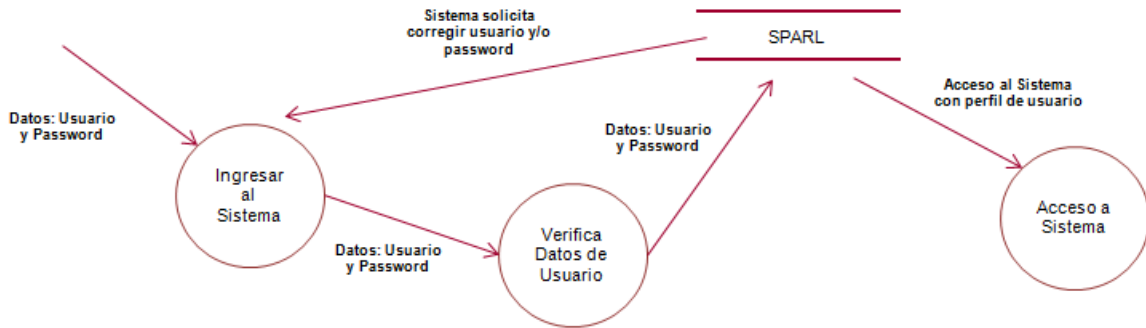 Sistema solicita
corregir usuario y/o
password
SPARL
Acceso al Sistema
con perfil de usuario
Datos: Usuario
y Password
Datos: Usuario
y Password
Ingresar
al
Sistema
Acceso a
Sistema
Verifica
Datos de
Usuario
Datos: Usuario
y Password